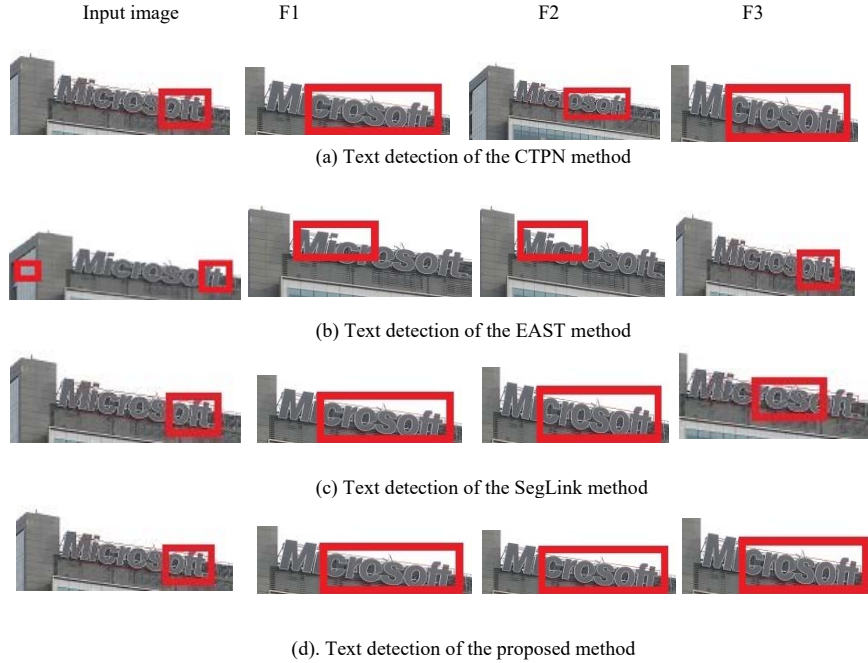 Input image F1 F2 F3
Microsoft Microsoft Microsoft Microsoft
(a) Text detection of the CTPN method
Microsoft Microsoft Microsoft Microsoft
(b) Text detection of the EAST method
Microsoft Microsoft Microsoft Microsoft
(c) Text detection of the SegLink method
Microsoft Microsoft Microsoft Microsoft
(d). Text detection of the proposed method